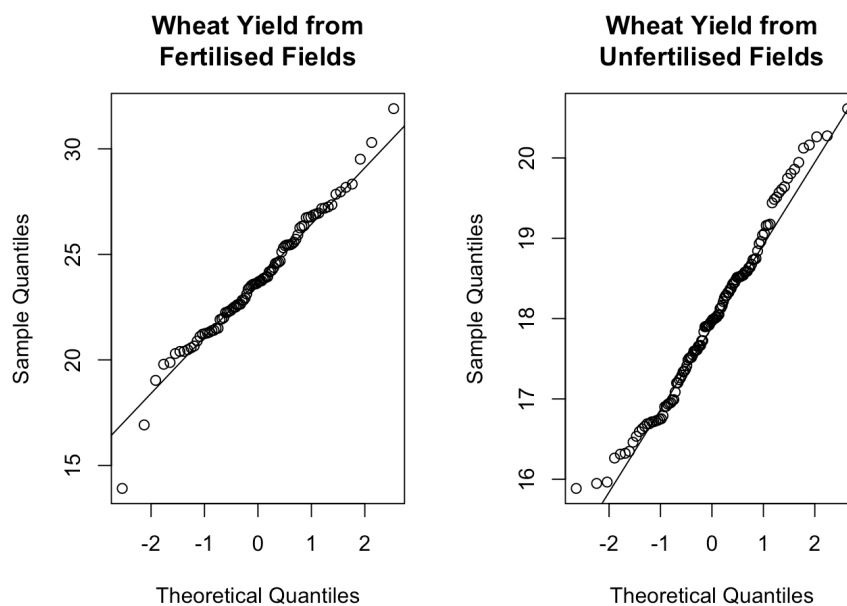 Wheat Yield from
Fertilised Fields
Sample Quantiles
30
25
20
15
-2 -1 0 1 2
Theoretical Quantiles
Wheat Yield from
Unfertilised Fields
Sample Quantiles
20
19
18
17
16
-2 -1 0 1 2
Theoretical Quantiles